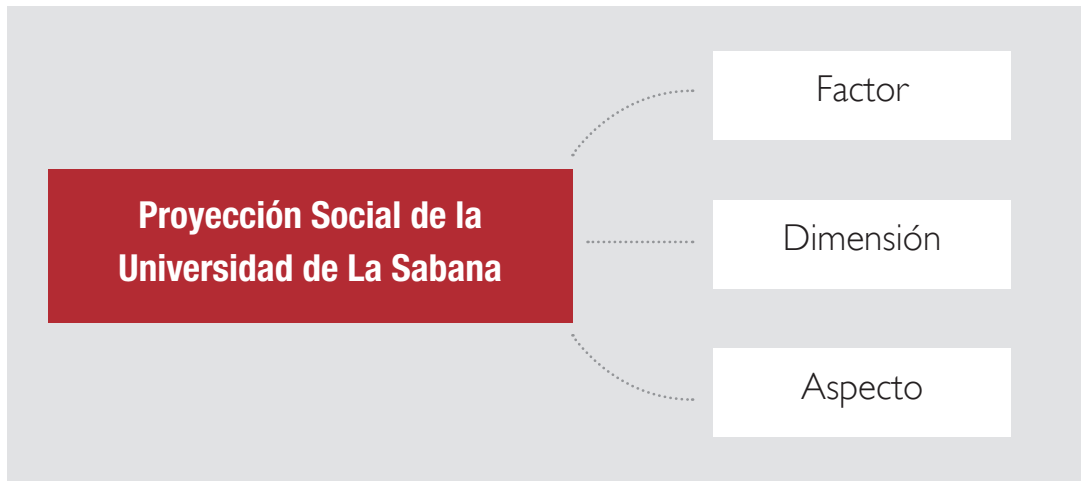 Proyección Social de la
Universidad de La Sabana
Factor
Dimensión
Aspecto